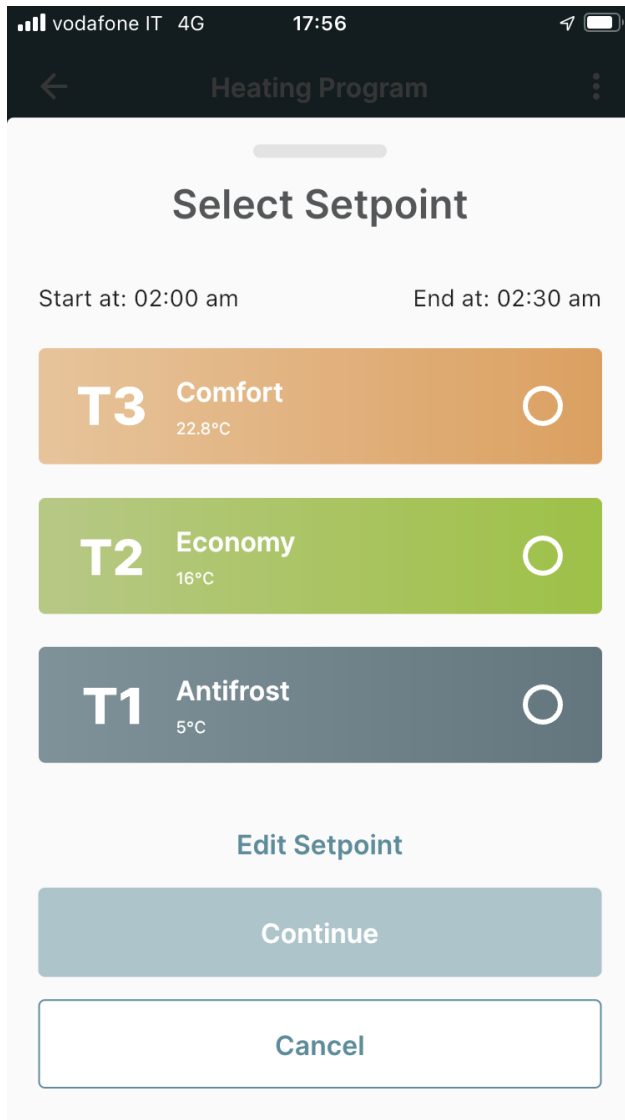 vodafone IT 4G 17:56
Heating Program
Select Setpoint
Start at: 02:00 am End at: 02:30 am
T3 Comfort
22.8°C
T2 Economy
16°C
T1 Antifrost
5°C
Edit Setpoint
Continue
Cancel